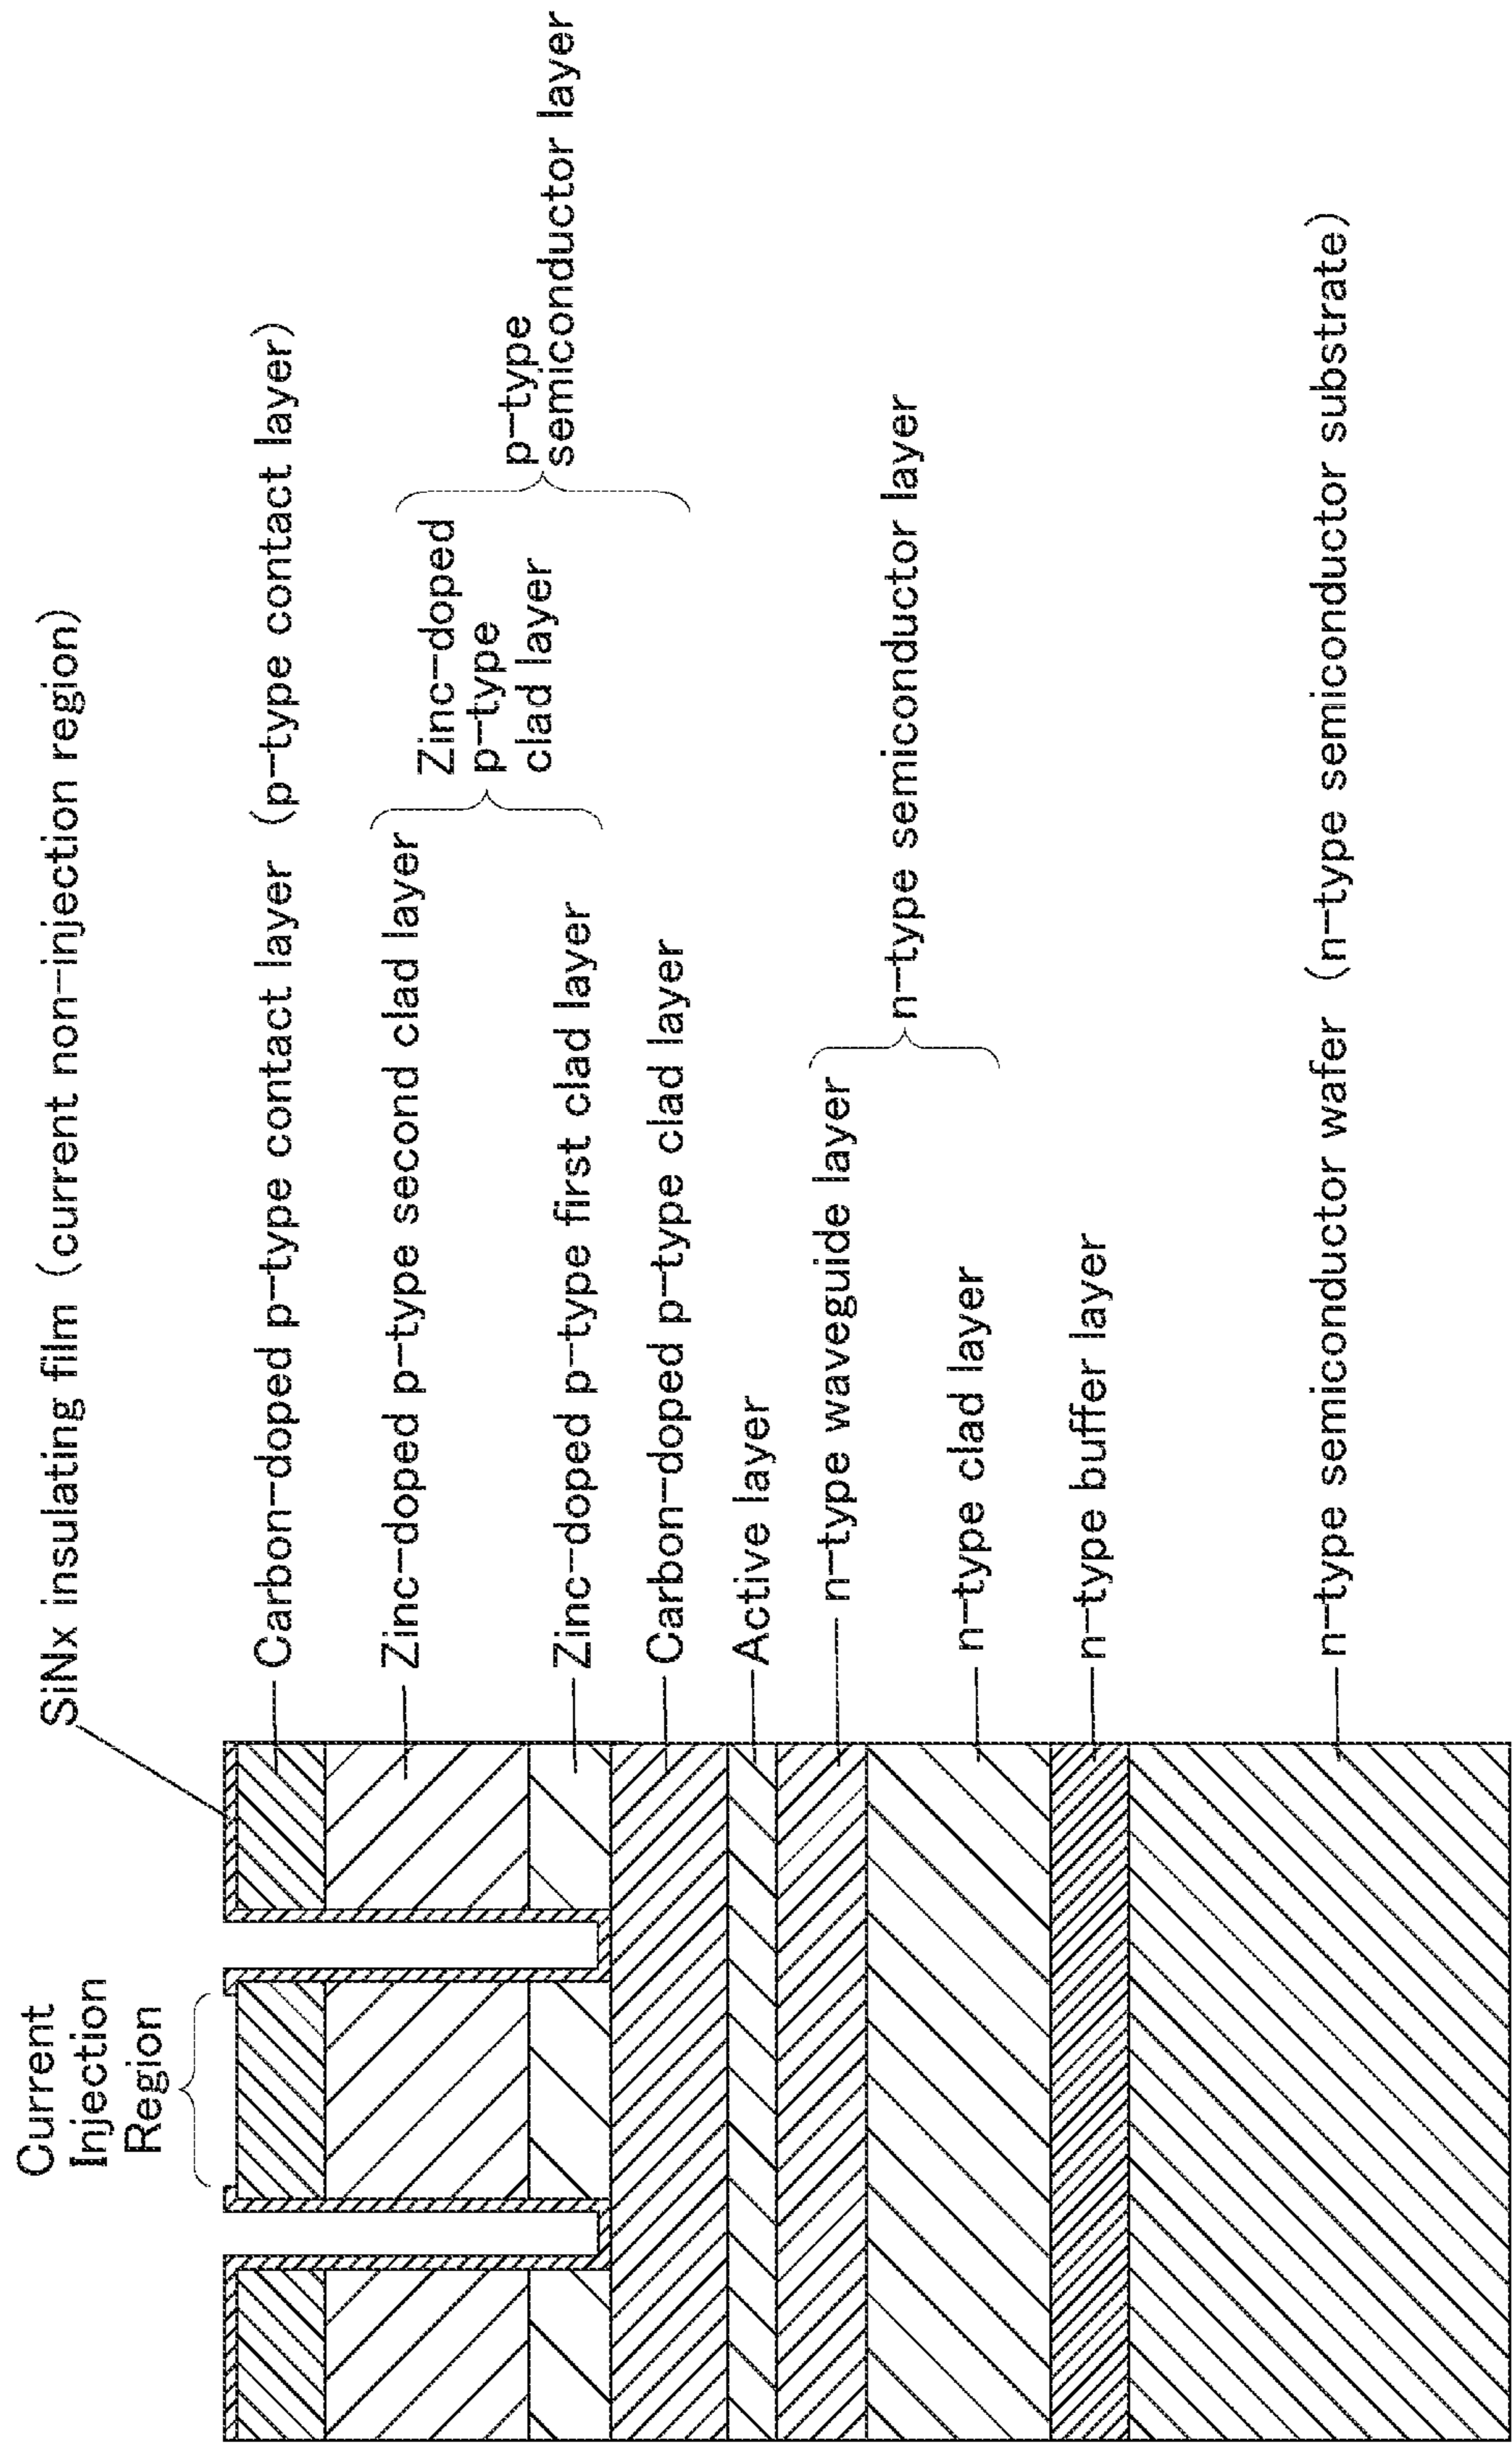 SiNx insulating film (current non-injection region)
Current
Injection
Region
Carbon-doped p-type contact layer (p-type contact layer)
Zinc-doped p-type second clad layer
Zinc-doped
p-type
clad layer
p-type
semiconductor layer
Zinc-doped p-type first clad layer
Carbon-doped p-type clad layer
Active layer
n-type waveguide layer
n-type semiconductor layer
n-type clad layer
n-type buffer layer
n-type semiconductor wafer (n-type semiconductor substrate)